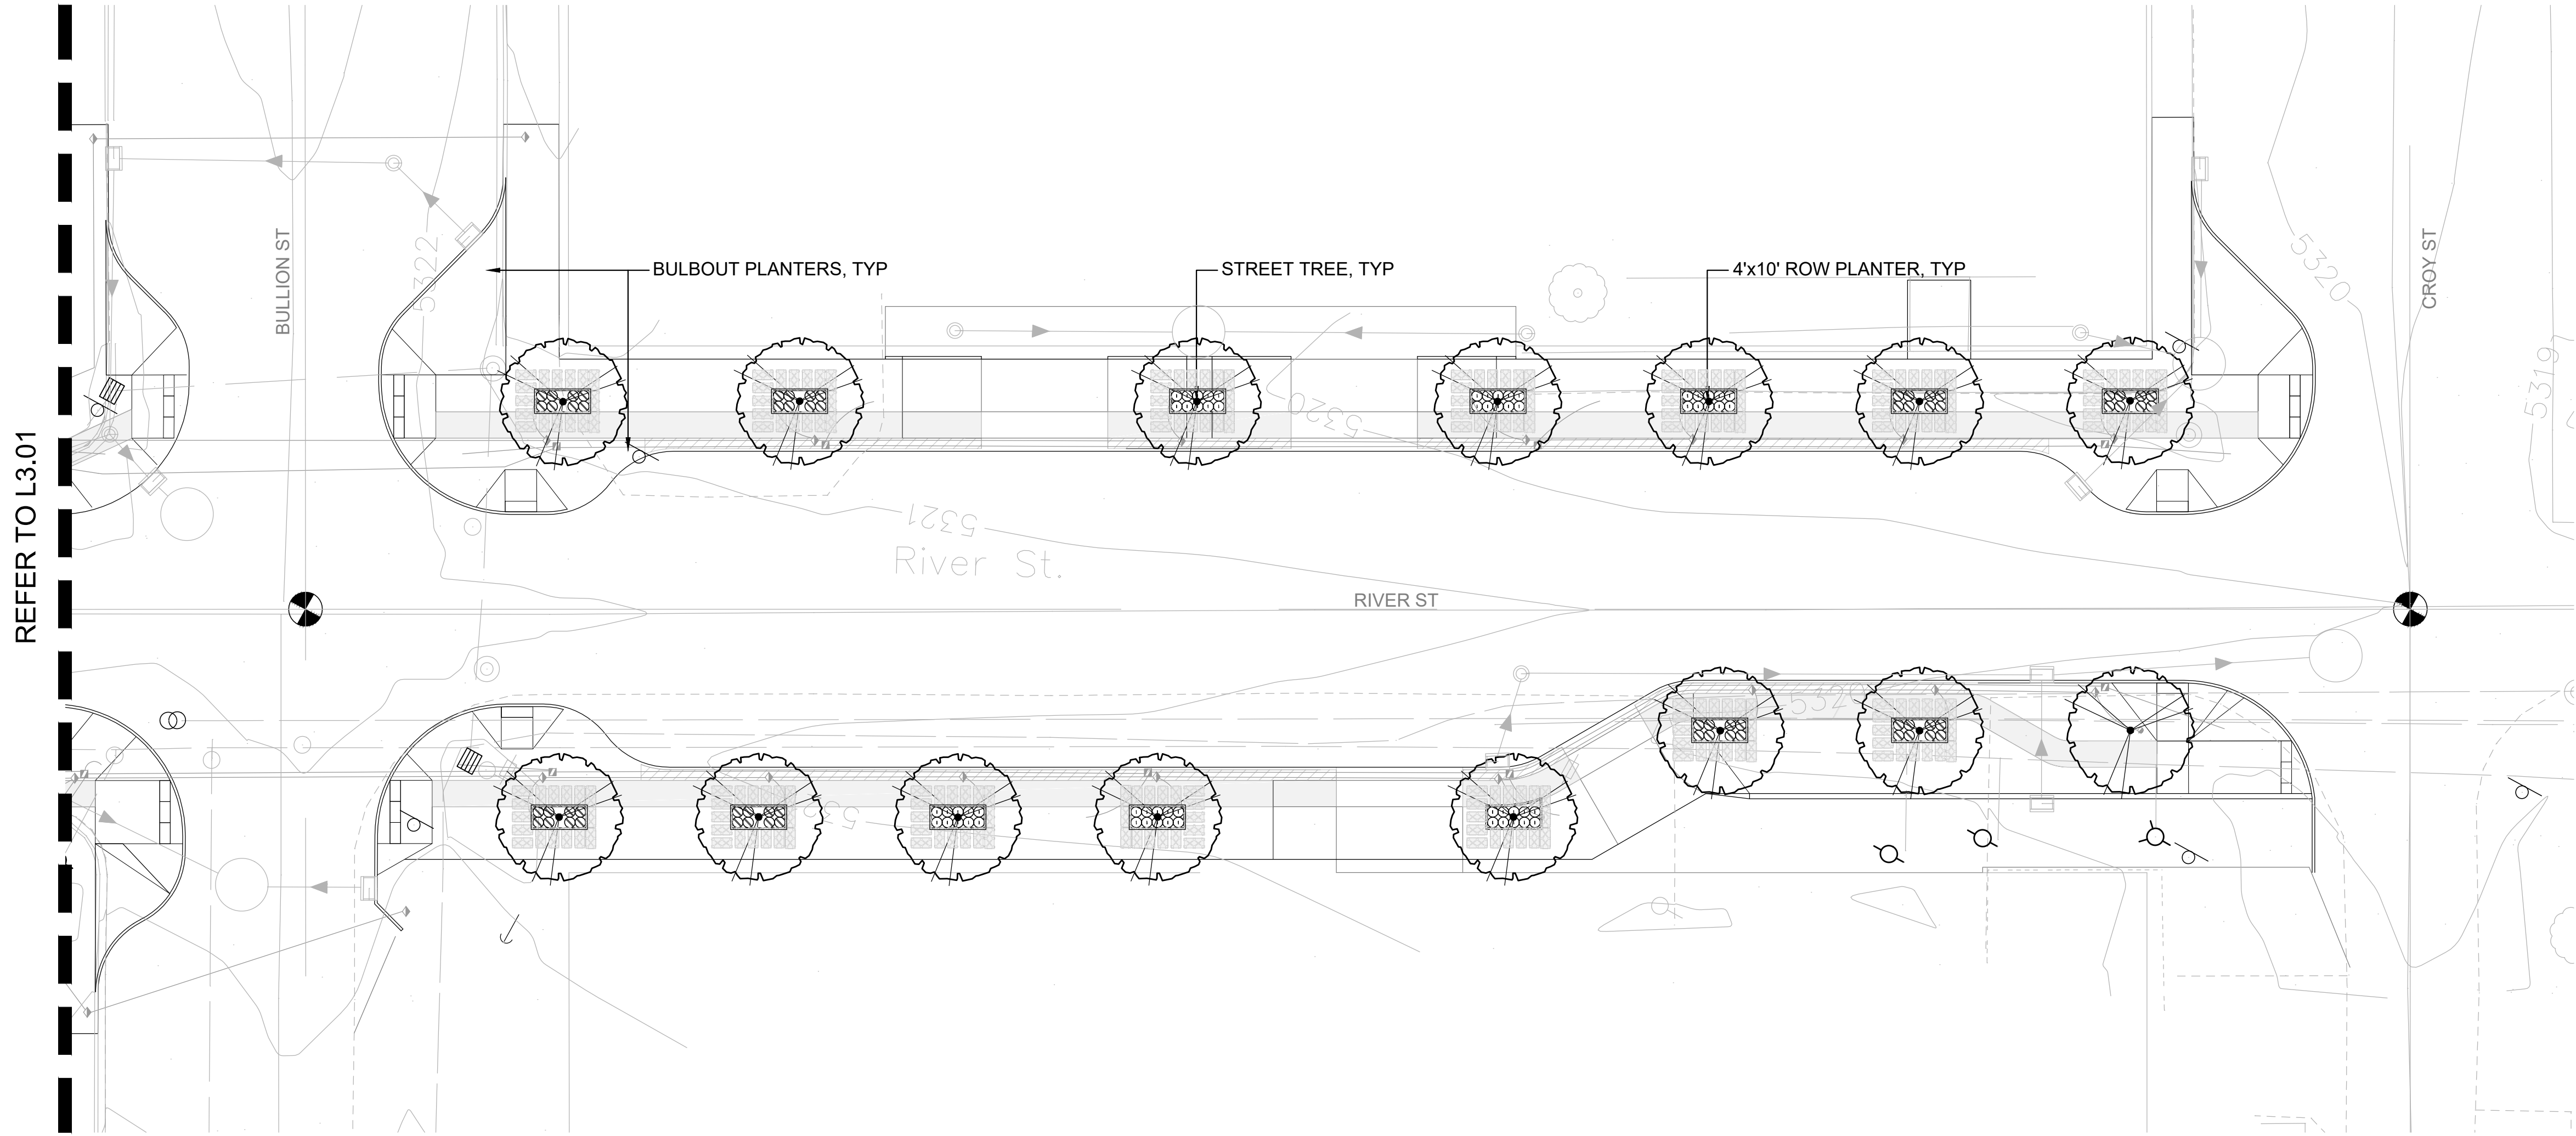 REFER TO L3.01
BULLION ST
5322
BULBOUT PLANTERS, TYP
STREET TREE, TYP
4'x10' ROW PLANTER, TYP
5320
CROY ST
5319
5320
5321
River St.
RIVER ST
5320